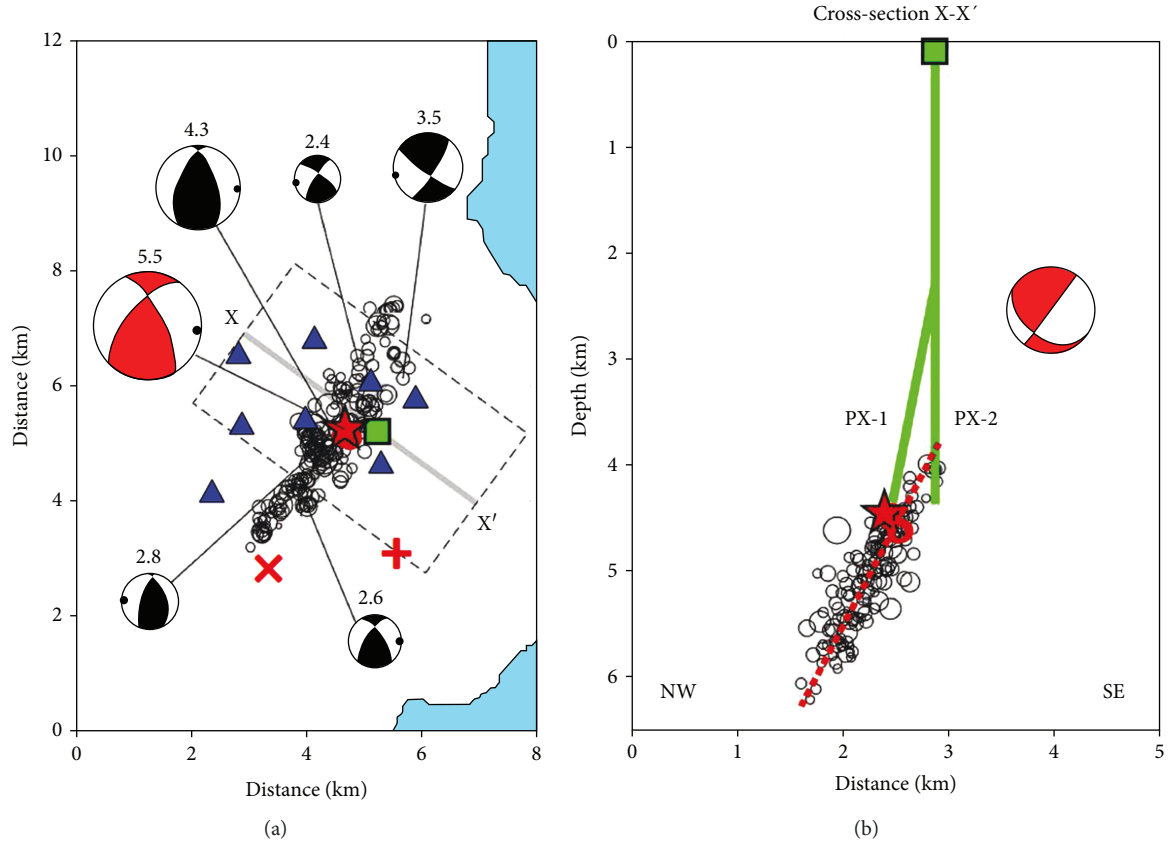 12
10
8
6
4
2
0
Distance (km)
0
2
4
6
8
Distance (km)
4.3
2.4
3.5
5.5
X
X′
2.8
2.6
(a)
Cross-section X-X′
0
1
2
3
4
5
6
Depth (km)
PX-1
PX-2
NW
SE
0
1
2
3
4
5
Distance (km)
(b)